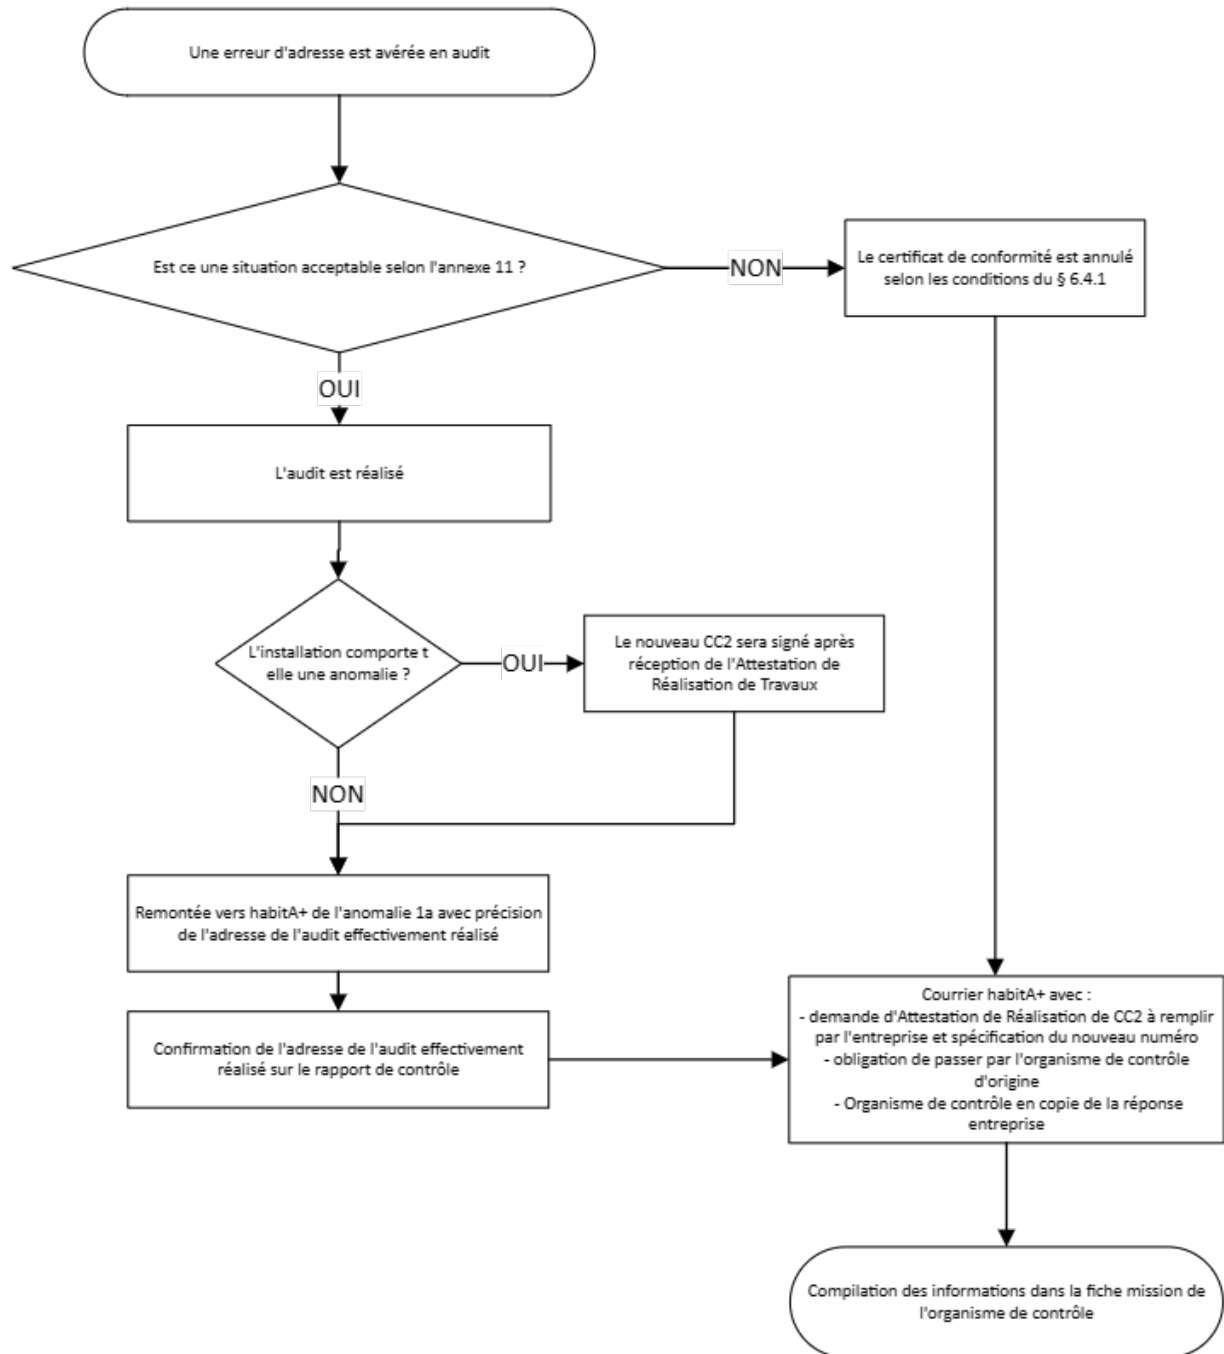 Une erreur d'adresse est avérée en audit
Est ce une situation acceptable selon l'annexe 11 ?
NON
Le certificat de conformité est annulé
selon les conditions du § 6.4.1
OUI
L'audit est réalisé
L'installation comporte t
elle une anomalie ?
OUI
Le nouveau CC2 sera signé après
réception de l'Attestation de
Réalisation de Travaux
NON
Remontée vers habitA+ de l'anomalie 1a avec précision
de l'adresse de l'audit effectivement réalisé
Confirmation de l'adresse de l'audit effectivement
réalisé sur le rapport de contrôle
Courrier habitA+ avec :
- demande d'Attestation de Réalisation de CC2 à remplir
par l'entreprise et spécification du nouveau numéro
- obligation de passer par l'organisme de contrôle
d'origine
- Organisme de contrôle en copie de la réponse
entreprise
Compilation des informations dans la fiche mission de
l'organisme de contrôle